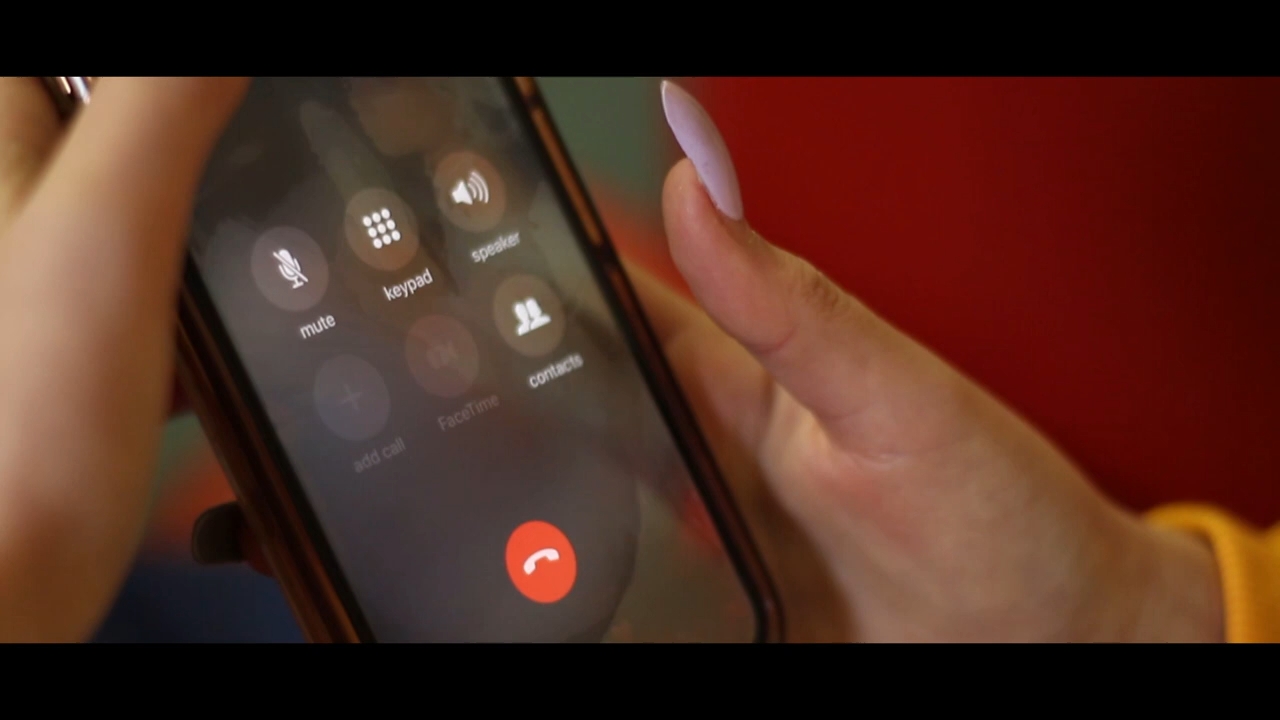 mute
keypad
speaker
add call
FaceTime
contacts